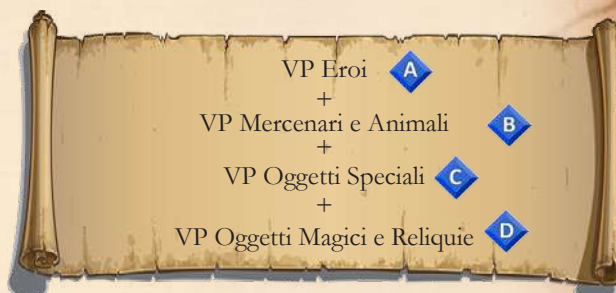 VP Eroi A
+
VP Mercenari e Animali B
+
VP Oggetti Speciali C
+
VP Oggetti Magici e Reliquie D